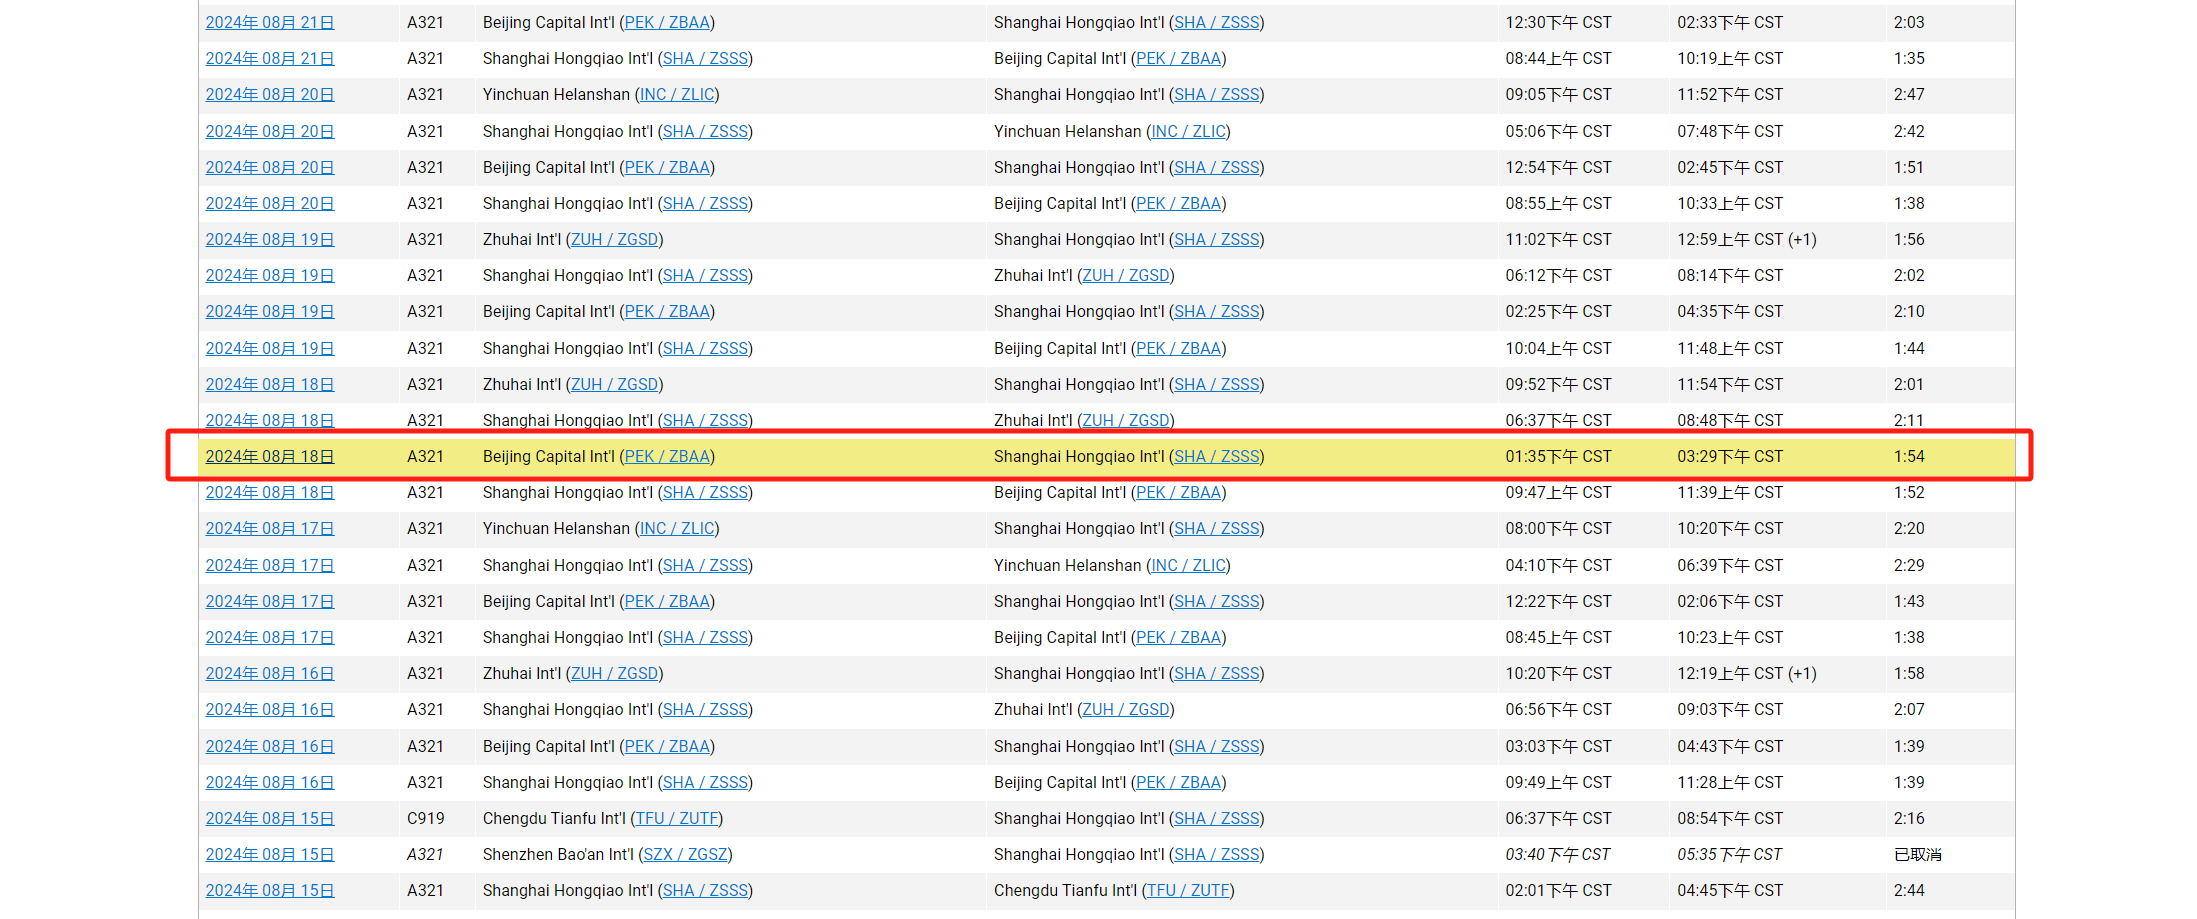 2024年 08月 21日 A321 Beijing Capital Int'l (PEK / ZBAA) Shanghai Hongqiao Int'l (SHA / ZSSS) 12:30下午 CST 02:33下午 CST 2:03
2024年 08月 21日 A321 Shanghai Hongqiao Int'l (SHA / ZSSS) Beijing Capital Int'l (PEK / ZBAA) 08:44上午 CST 10:19上午 CST 1:35
2024年 08月 20日 A321 Yinchuan Helanshan (INC / ZLIC) Shanghai Hongqiao Int'l (SHA / ZSSS) 09:05下午 CST 11:52下午 CST 2:47
2024年 08月 20日 A321 Shanghai Hongqiao Int'l (SHA / ZSSS) Yinchuan Helanshan (INC / ZLIC) 05:06下午 CST 07:48下午 CST 2:42
2024年 08月 20日 A321 Beijing Capital Int'l (PEK / ZBAA) Shanghai Hongqiao Int'l (SHA / ZSSS) 12:54下午 CST 02:45下午 CST 1:51
2024年 08月 20日 A321 Shanghai Hongqiao Int'l (SHA / ZSSS) Beijing Capital Int'l (PEK / ZBAA) 08:55上午 CST 10:33上午 CST 1:38
2024年 08月 19日 A321 Zhuhai Int'l (ZUH / ZGSD) Shanghai Hongqiao Int'l (SHA / ZSSS) 11:02下午 CST 12:59上午 CST (+1) 1:56
2024年 08月 19日 A321 Shanghai Hongqiao Int'l (SHA / ZSSS) Zhuhai Int'l (ZUH / ZGSD) 06:12下午 CST 08:14下午 CST 2:02
2024年 08月 19日 A321 Beijing Capital Int'l (PEK / ZBAA) Shanghai Hongqiao Int'l (SHA / ZSSS) 02:25下午 CST 04:35下午 CST 2:10
2024年 08月 19日 A321 Shanghai Hongqiao Int'l (SHA / ZSSS) Beijing Capital Int'l (PEK / ZBAA) 10:04上午 CST 11:48上午 CST 1:44
2024年 08月 18日 A321 Zhuhai Int'l (ZUH / ZGSD) Shanghai Hongqiao Int'l (SHA / ZSSS) 09:52下午 CST 11:54下午 CST 2:01
2024年 08月 18日 A321 Shanghai Hongqiao Int'l (SHA / ZSSS) Zhuhai Int'l (ZUH / ZGSD) 06:37下午 CST 08:48下午 CST 2:11
2024年 08月 18日 A321 Beijing Capital Int'l (PEK / ZBAA) Shanghai Hongqiao Int'l (SHA / ZSSS) 01:35下午 CST 03:29下午 CST 1:54
2024年 08月 18日 A321 Shanghai Hongqiao Int'l (SHA / ZSSS) Beijing Capital Int'l (PEK / ZBAA) 09:47上午 CST 11:39上午 CST 1:52
2024年 08月 17日 A321 Yinchuan Helanshan (INC / ZLIC) Shanghai Hongqiao Int'l (SHA / ZSSS) 08:00下午 CST 10:20下午 CST 2:20
2024年 08月 17日 A321 Shanghai Hongqiao Int'l (SHA / ZSSS) Yinchuan Helanshan (INC / ZLIC) 04:10下午 CST 06:39下午 CST 2:29
2024年 08月 17日 A321 Beijing Capital Int'l (PEK / ZBAA) Shanghai Hongqiao Int'l (SHA / ZSSS) 12:22下午 CST 02:06下午 CST 1:43
2024年 08月 17日 A321 Shanghai Hongqiao Int'l (SHA / ZSSS) Beijing Capital Int'l (PEK / ZBAA) 08:45上午 CST 10:23上午 CST 1:38
2024年 08月 16日 A321 Zhuhai Int'l (ZUH / ZGSD) Shanghai Hongqiao Int'l (SHA / ZSSS) 10:20下午 CST 12:19上午 CST (+1) 1:58
2024年 08月 16日 A321 Shanghai Hongqiao Int'l (SHA / ZSSS) Zhuhai Int'l (ZUH / ZGSD) 06:56下午 CST 09:03下午 CST 2:07
2024年 08月 16日 A321 Beijing Capital Int'l (PEK / ZBAA) Shanghai Hongqiao Int'l (SHA / ZSSS) 03:03下午 CST 04:43下午 CST 1:39
2024年 08月 16日 A321 Shanghai Hongqiao Int'l (SHA / ZSSS) Beijing Capital Int'l (PEK / ZBAA) 09:49上午 CST 11:28上午 CST 1:39
2024年 08月 15日 C919 Chengdu Tianfu Int'l (TFU / ZUTF) Shanghai Hongqiao Int'l (SHA / ZSSS) 06:37下午 CST 08:54下午 CST 2:16
2024年 08月 15日 A321 Shenzhen Bao'an Int'l (SZX / ZGSZ) Shanghai Hongqiao Int'l (SHA / ZSSS) 03:40下午 CST 05:35下午 CST 已取消
2024年 08月 15日 A321 Shanghai Hongqiao Int'l (SHA / ZSSS) Chengdu Tianfu Int'l (TFU / ZUTF) 02:01下午 CST 04:45下午 CST 2:44